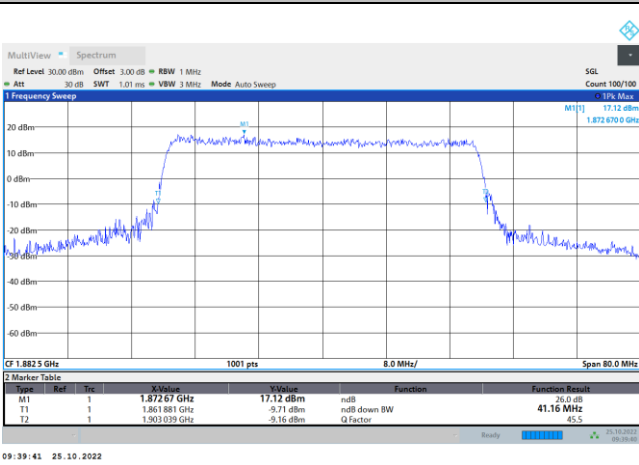 MultiView Spectrum
Ref Level 30.00 dBm Offset 3.00 dB RBW 1 MHz SGL
Att 30 dB SWT 1.01 ms VBW 3 MHz Mode Auto Sweep Count 100/100
1 Frequency Sweep 1Pk Max
M1[1] 17.12 dBm
1.872 670 0 GHz
M1
20 dBm
10 dBm
0 dBm
T1
-10 dBm
-20 dBm
-30 dBm
-40 dBm
-50 dBm
-60 dBm
CF 1.882 5 GHz 1001 pts 8.0 MHz/ Span 80.0 MHz
2 Marker Table
Type Ref Trc X-Value Y-Value Function Function Result
M1 1 1.872 67 GHz 17.12 dBm ndB 26.0 dB
T1 1 1.861 881 GHz -9.71 dBm ndB down BW 41.16 MHz
T2 1 1.903 039 GHz -9.16 dBm Q Factor 45.5
Ready 25.10.2022
09:39:40
09:39:41 25.10.2022